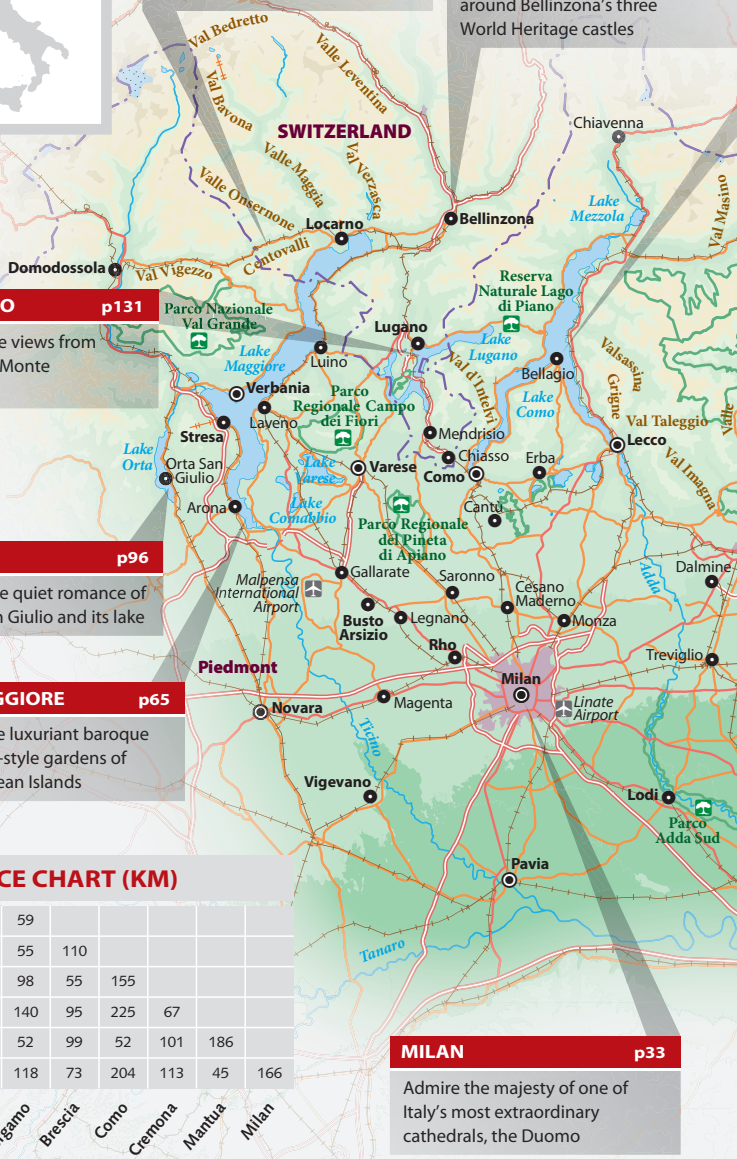 around Bellinzona's three
World Heritage castles
Val Bedretto
Valle Leventina
Val Bavona
SWITZERLAND
Chiavenna
Valle Maggia
Val Verzasca
Valle Onsernone
Lake
Mezzola
Val Masino
Locarno
Bellinzona
Centovalli
Domodossola
Val Vigezzo
Reserva
Naturale Lago
di Piano
O p131
Parco Nazionale
Val Grande
e views from
Monte
Lugano
Lake
Lugano
Lake
Maggiore
Luino
Val d'Intelvi
Bellagio
Valsassina
Grigne
Verbania
Parco
Regionale Campo
dei Fiori
Laveno
Lake
Como
Val Taleggio
Valle
Stresa
Mendrisio
Lecco
Lake
Orta
Orta San
Giulio
Lake
Varese
Varese
Chiasso
Como
Erba
Val Imagna
Arona
Lake
Comabbio
Cantù
Parco Regionale
del Pineta
di Apiano
p96
e quiet romance of
n Giulio and its lake
Malpensa
International
Airport
Gallarate
Saronno
Cesano
Maderno
Adda
Dalmine
Busto
Arsizio
Legnano
Monza
Rho
Treviglio
Piedmont
GGIORE p65
Milan
e luxuriant baroque
-style gardens of
ean Islands
Novara
Magenta
Linate
Airport
Ticino
Vigevano
Lodi
Parco
Adda Sud
Pavia
CE CHART (KM)
59
55 110
98 55 155
140 95 225 67
52 99 52 101 186
118 73 204 113 45 166
gamo
Brescia
Como
Cremona
Mantua
Milan
Tanaro
MILAN p33
Admire the majesty of one of
Italy's most extraordinary
cathedrals, the Duomo